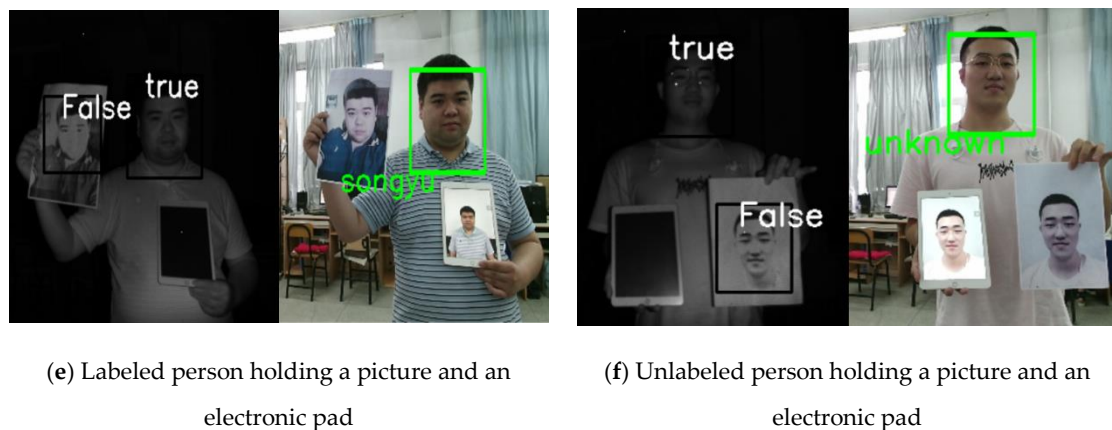 False
true
songyu
true
False
unknown
(e) Labeled person holding a picture and an
electronic pad
(f) Unlabeled person holding a picture and an
electronic pad